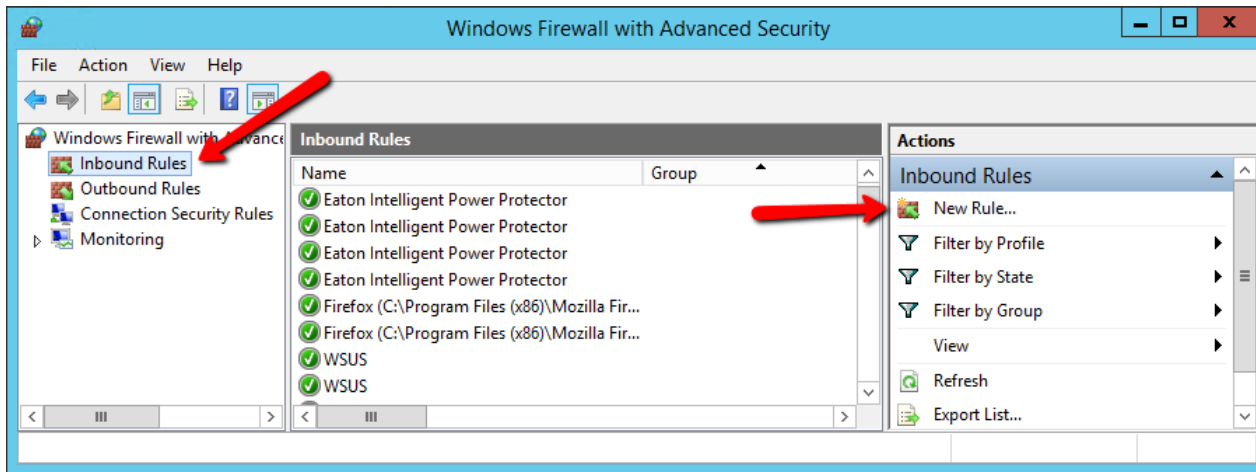 Windows Firewall with Advanced Security
File Action View Help
Windows Firewall with Advance
Inbound Rules
Outbound Rules
Connection Security Rules
Monitoring
Inbound Rules
Name Group
Eaton Intelligent Power Protector
Eaton Intelligent Power Protector
Eaton Intelligent Power Protector
Eaton Intelligent Power Protector
Firefox (C:\Program Files (x86)\Mozilla Fir...
Firefox (C:\Program Files (x86)\Mozilla Fir...
WSUS
WSUS
Actions
Inbound Rules
New Rule...
Filter by Profile
Filter by State
Filter by Group
View
Refresh
Export List...